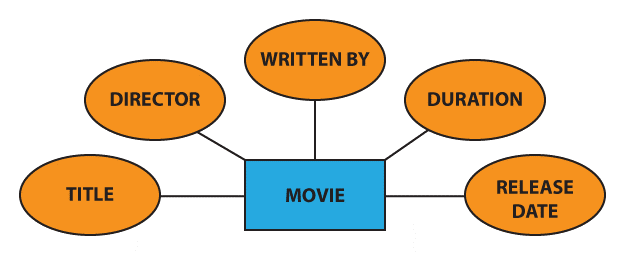 WRITTEN BY
DIRECTOR
DURATION
TITLE
MOVIE
RELEASE
DATE